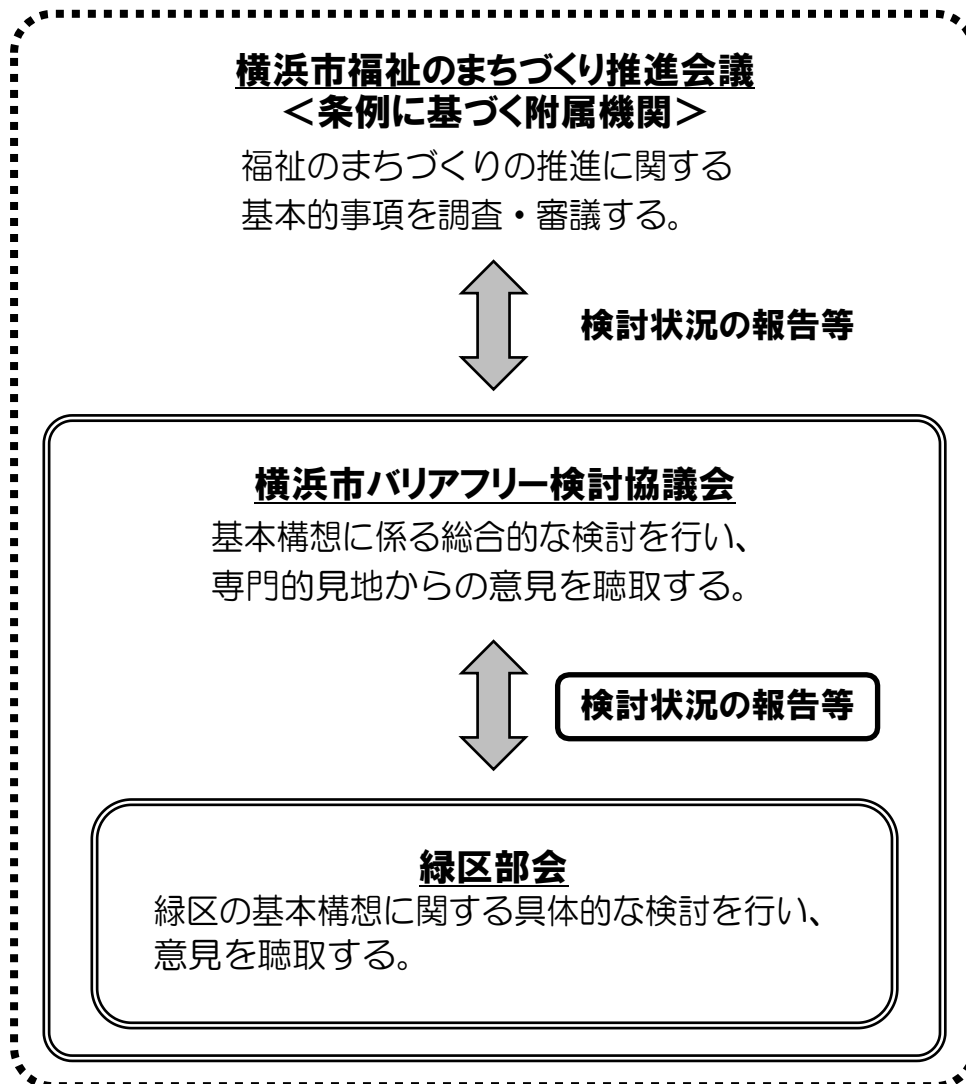 横浜市福祉のまちづくり推進会議
＜条例に基づく附属機関＞
福祉のまちづくりの推進に関する
基本的事項を調査・審議する。
検討状況の報告等
横浜市バリアフリー検討協議会
基本構想に係る総合的な検討を行い、
専門的見地からの意見を聴取する。
検討状況の報告等
緑区部会
緑区の基本構想に関する具体的な検討を行い、
意見を聴取する。